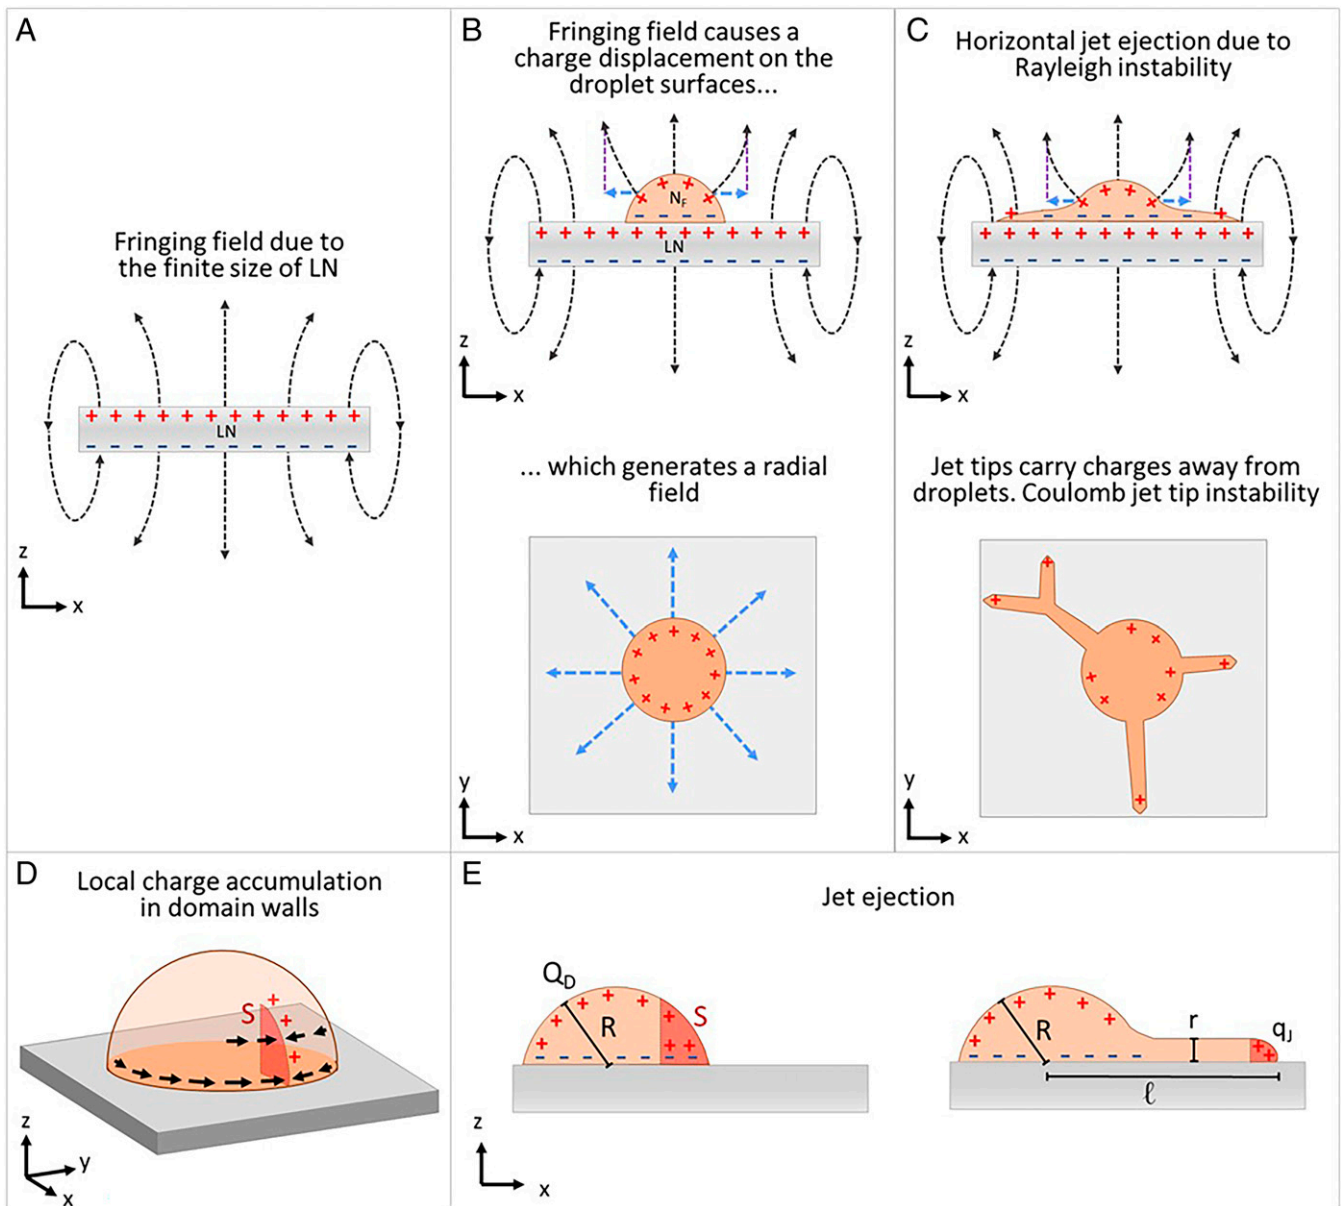 A
Fringing field due to
the finite size of LN
+ + + + + + + + + + + +
LN
- - - - - - - - - - - -
z
x
B
Fringing field causes a
charge displacement on the
droplet surfaces...
N_F
+ + + + + + + + + + + +
LN
- - - - - - - - - - - -
z
x
... which generates a radial
field
y
x
C
Horizontal jet ejection due to
Rayleigh instability
+ + + + + + + + + + + +
- - - - - - - - - - - -
z
x
Jet tips carry charges away from
droplets. Coulomb jet tip instability
y
x
D
Local charge accumulation
in domain walls
S
z
y
x
E
Jet ejection
Q_D
R
S
z
x
R
r
q_J
ℓ